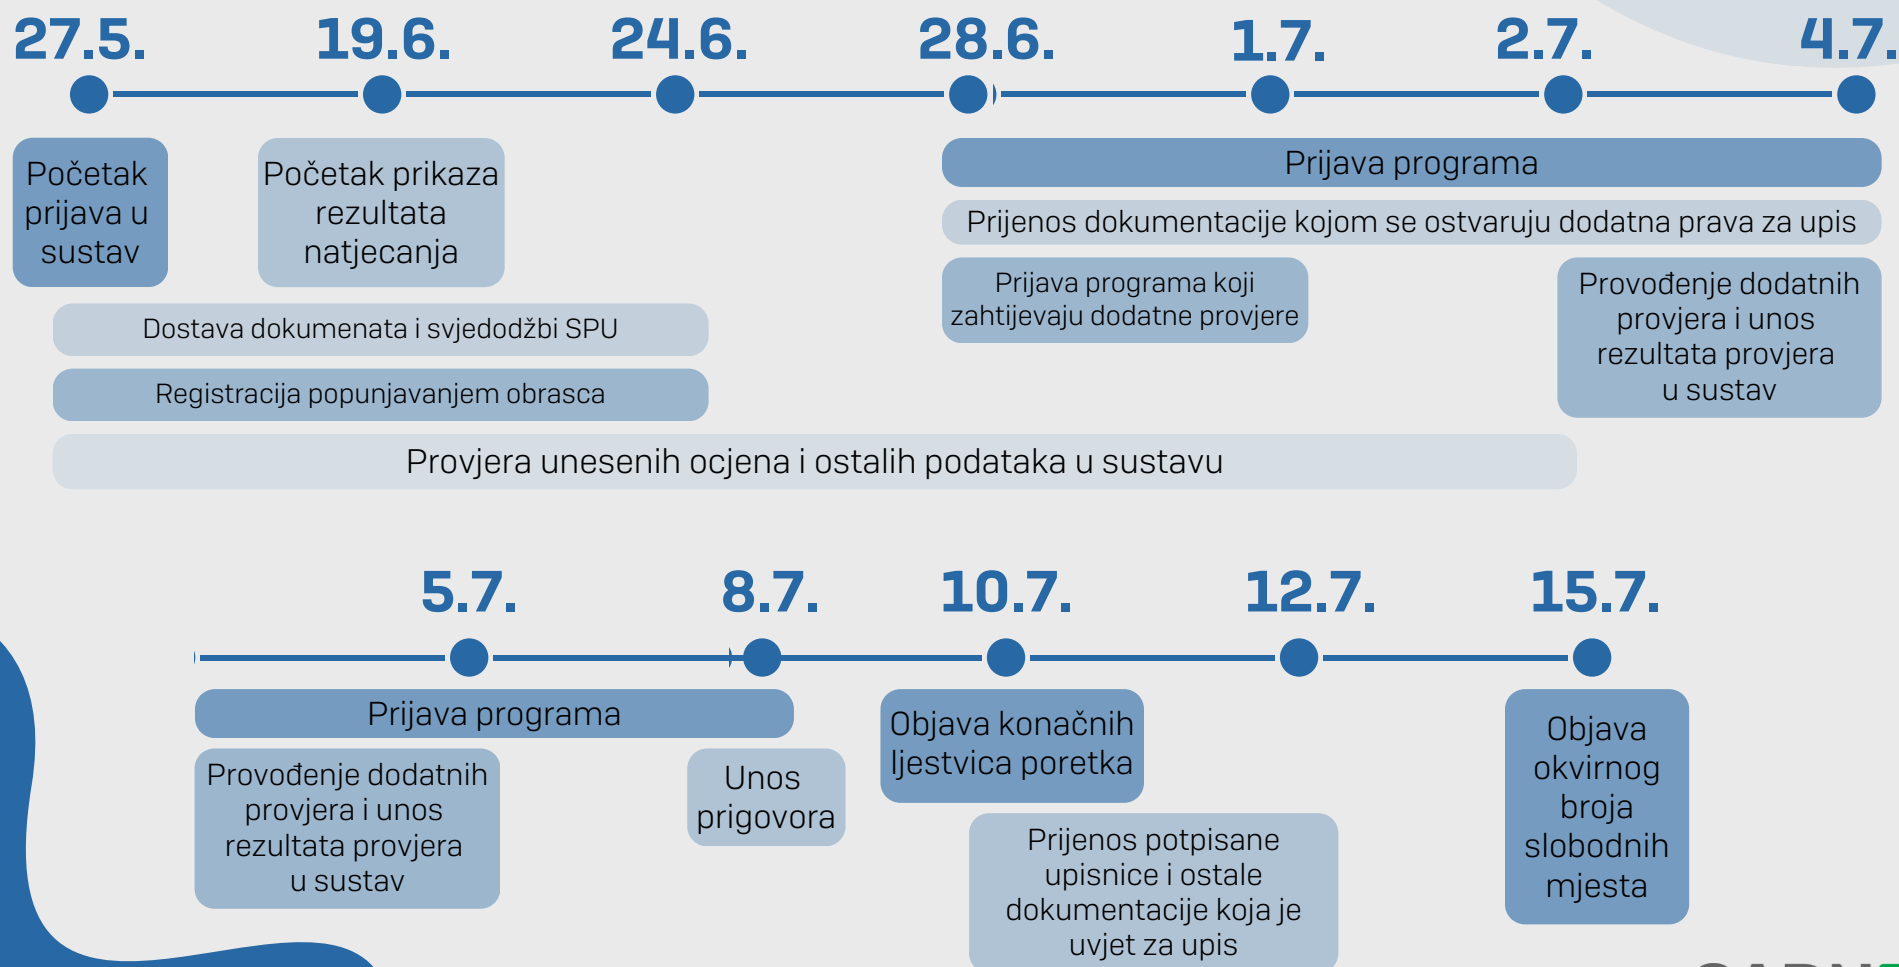 27.5. 19.6. 24.6. 28.6. 1.7. 2.7. 4.7.
Početak
prijava u
sustav
Početak prikaza
rezultata
natjecanja
Prijava programa
Prijenos dokumentacije kojom se ostvaruju dodatna prava za upis
Prijava programa koji
zahtijevaju dodatne provjere
Provođenje dodatnih
provjera i unos
rezultata provjera
u sustav
Dostava dokumenata i svjedodžbi SPU
Registracija popunjavanjem obrasca
Provjera unesenih ocjena i ostalih podataka u sustavu
5.7. 8.7. 10.7. 12.7. 15.7.
Prijava programa
Provođenje dodatnih
provjera i unos
rezultata provjera
u sustav
Unos
prigovora
Objava konačnih
ljestvica poretka
Prijenos potpisane
upisnice i ostale
dokumentacije koja je
uvjet za upis
Objava
okvirnog
broja
slobodnih
mjesta